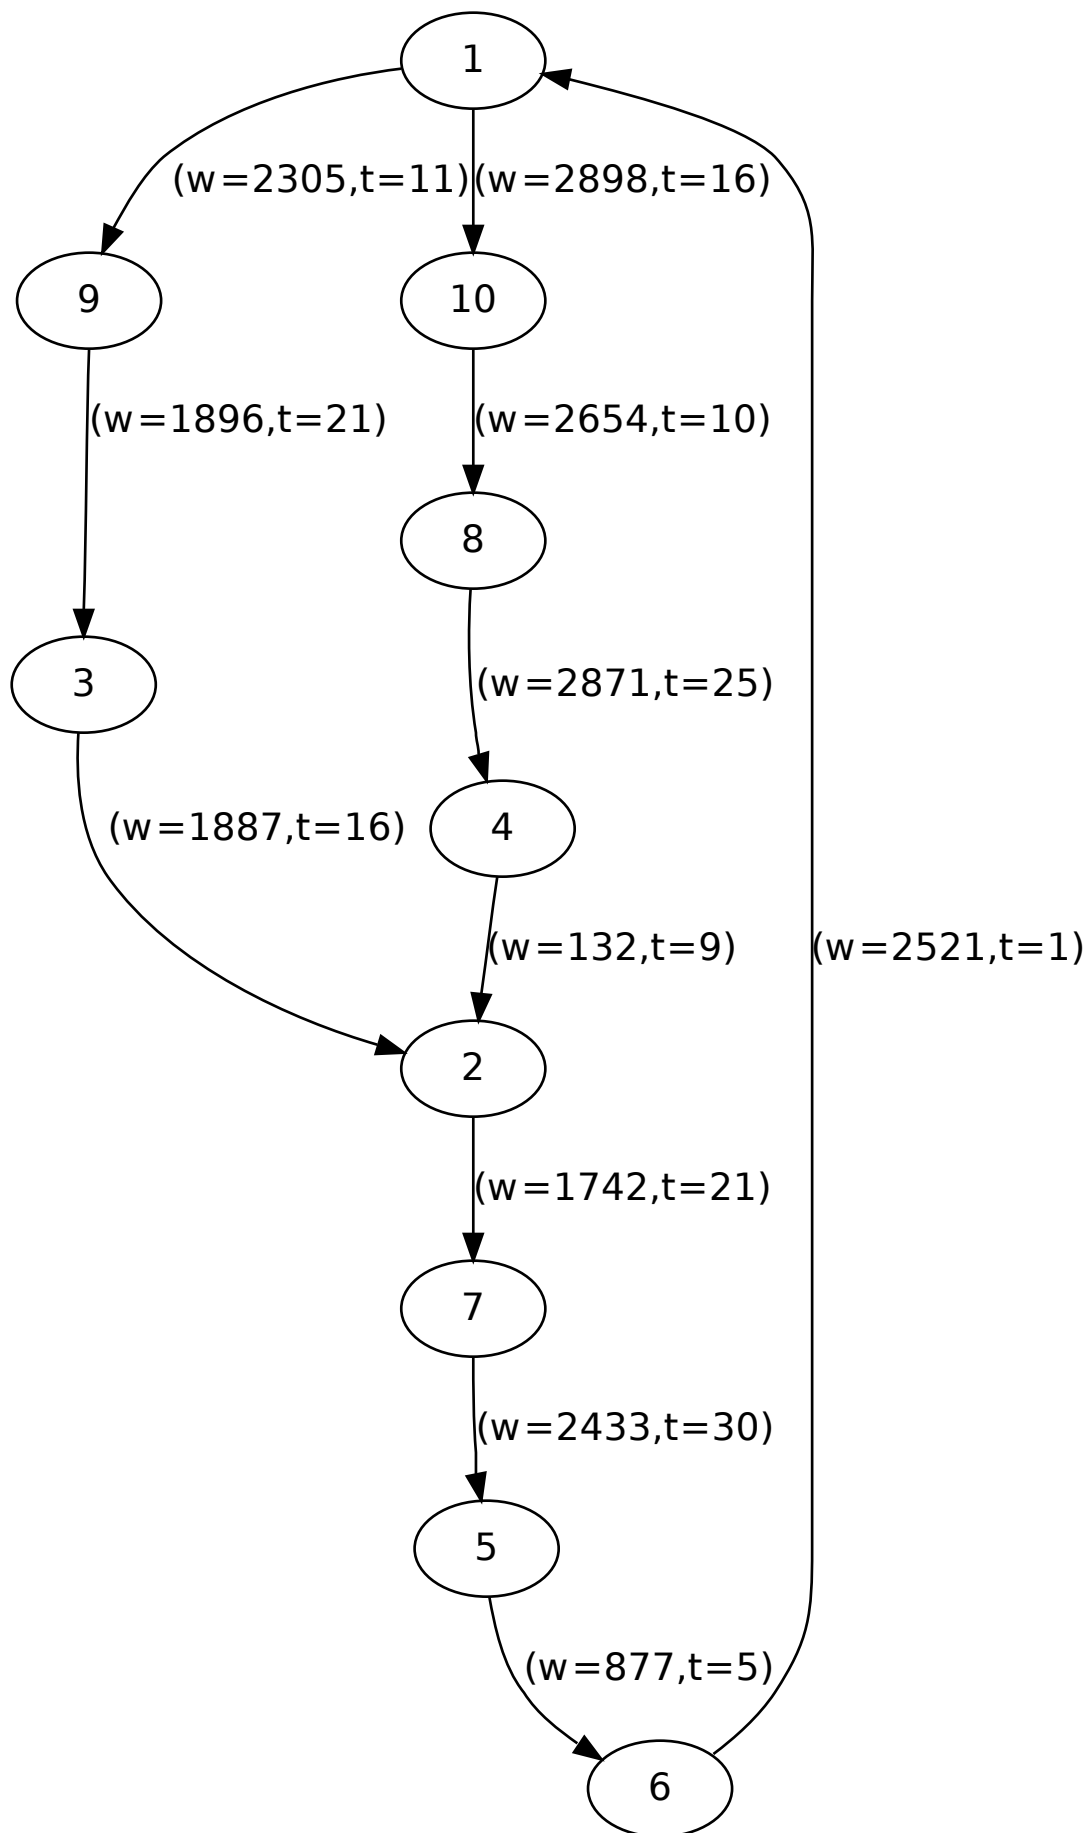 1
(w=2305,t=11)
(w=2898,t=16)
9
10
(w=1896,t=21)
(w=2654,t=10)
8
3
(w=2871,t=25)
(w=1887,t=16)
4
(w=132,t=9)
(w=2521,t=1)
2
(w=1742,t=21)
7
(w=2433,t=30)
5
(w=877,t=5)
6